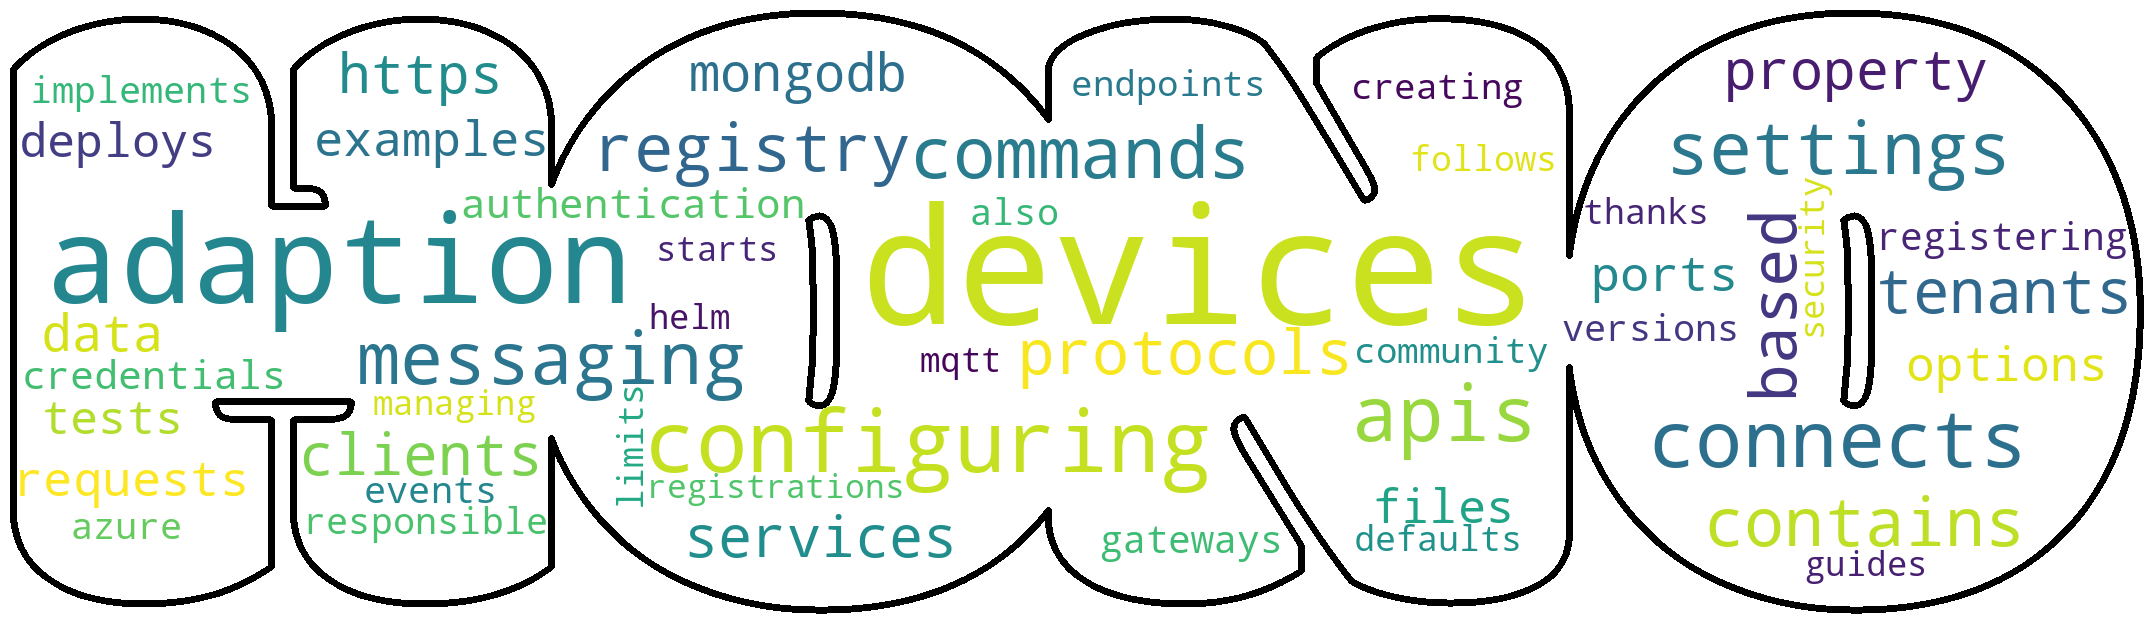 implements
deploys
https
examples
mongodb
registry
commands
endpoints
creating
follows
property
settings
adaption
authentication
starts
helm
also
devices
thanks
ports
versions
based
security
registering
tenants
options
data
credentials
tests
requests
azure
messaging
managing
clients
events
responsible
limits
mqtt
protocols
community
configuring
registrations
services
gateways
apis
files
defaults
connects
contains
guides